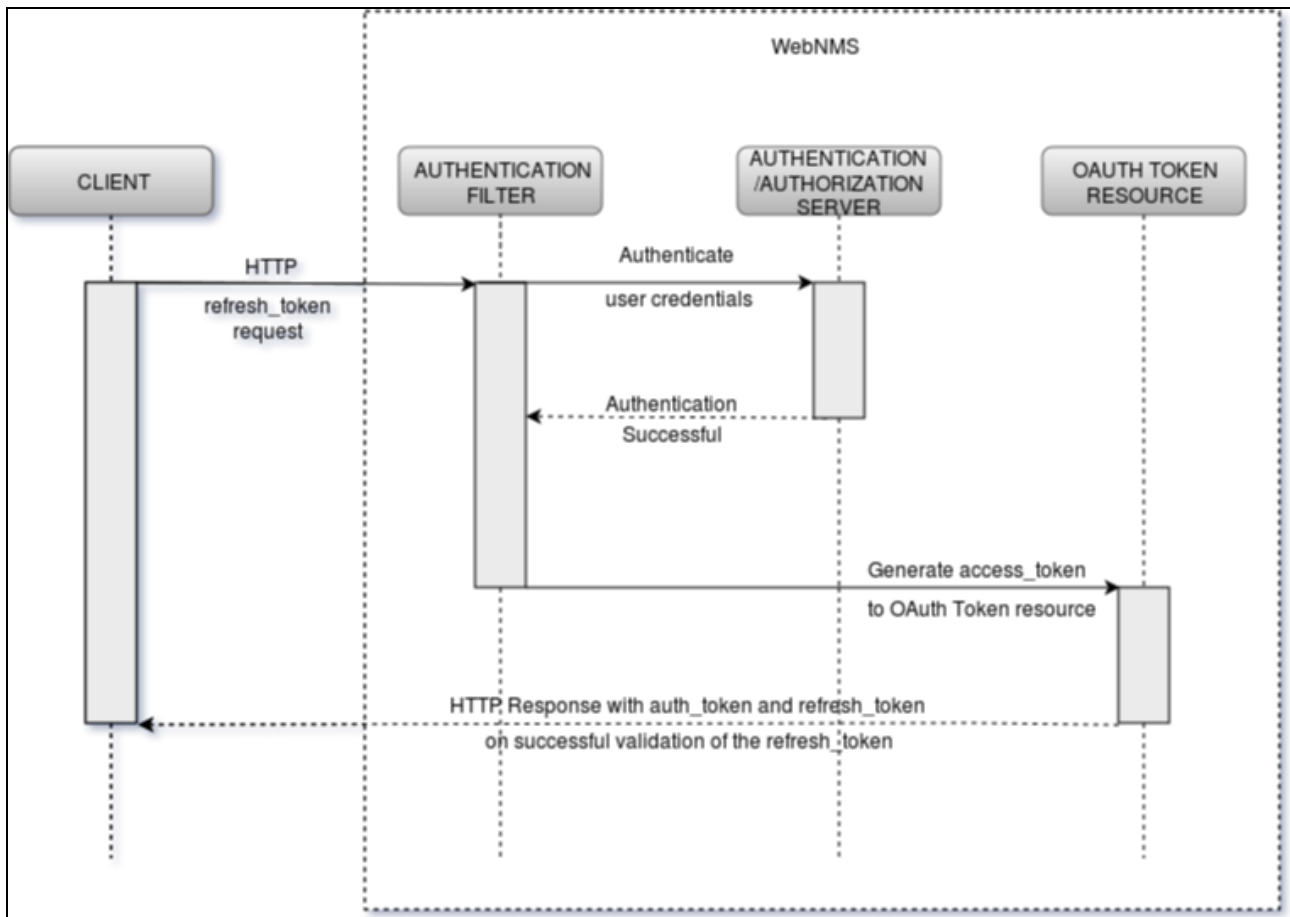 WebNMS
CLIENT
AUTHENTICATION
FILTER
AUTHENTICATION
/AUTHORIZATION
SERVER
OAUTH TOKEN
RESOURCE
HTTP
refresh_token
request
Authenticate
user credentials
Authentication
Successful
Generate access_token
to OAuth Token resource
HTTP Response with auth_token and refresh_token
on successful validation of the refresh_token